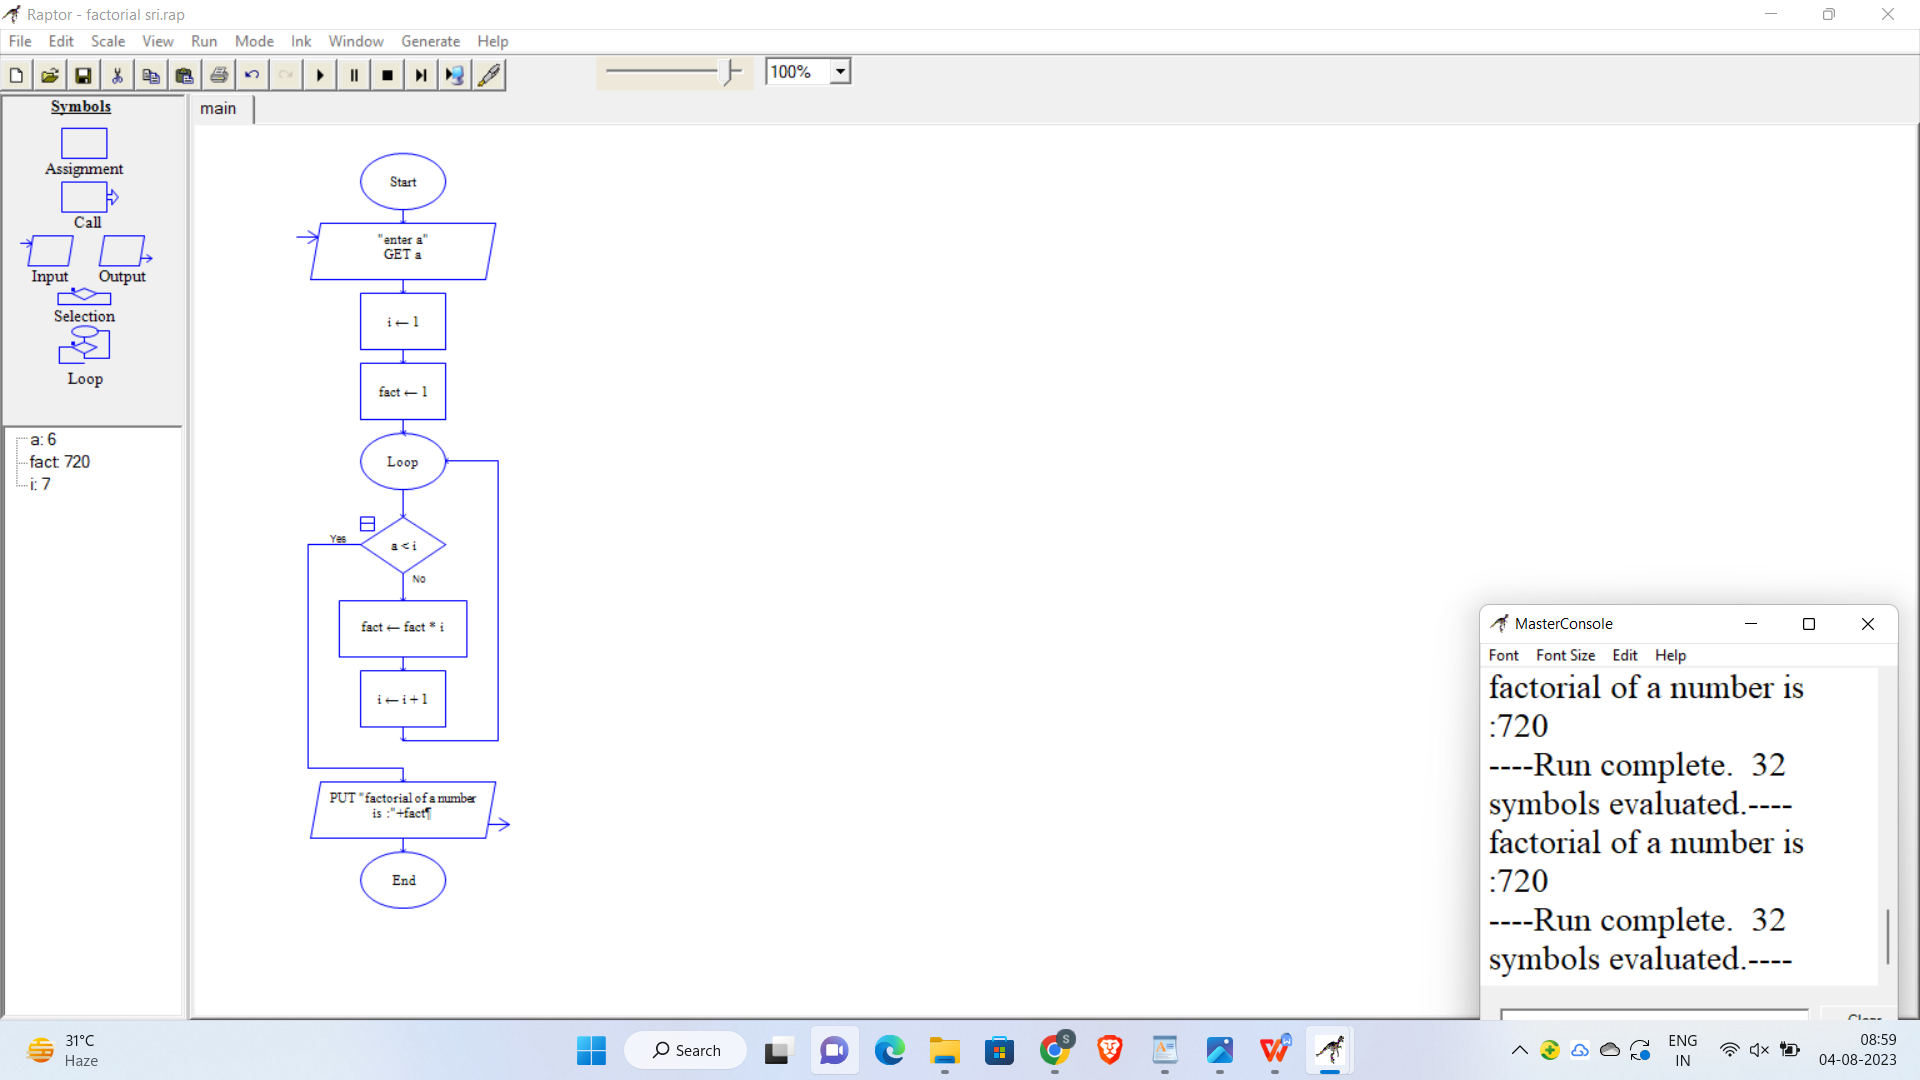 Raptor - factorial sri.rap
File Edit Scale View Run Mode Ink Window Generate Help
100%
Symbols
Assignment
Call
Input Output
Selection
Loop
a: 6
fact: 720
i: 7
main
Start
"enter a"
GET a
i ← 1
fact ← 1
Loop
Yes
a < i
No
fact ← fact * i
i ← i + 1
PUT "factorial of a number
is :"+fact¶
End
MasterConsole
Font Font Size Edit Help
factorial of a number is
:720
----Run complete.  32
symbols evaluated.----
factorial of a number is
:720
----Run complete.  32
symbols evaluated.----
Clear
31°C
Haze
Search
S
ENG
IN
08:59
04-08-2023